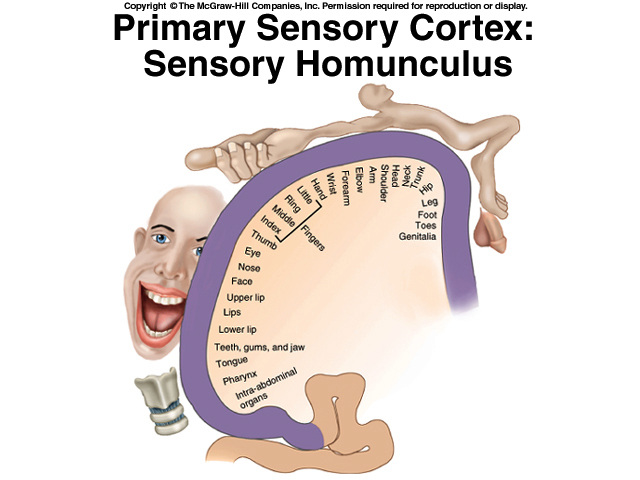 Copyright © The McGraw-Hill Companies, Inc. Permission required for reproduction or display.
Primary Sensory Cortex:
Sensory Homunculus
Trunk
Neck
Head
Shoulder
Arm
Elbow
Forearm
Wrist
Hand
Little
Ring
Middle
Index
Thumb
Fingers
Hip
Leg
Foot
Toes
Genitalia
Eye
Nose
Face
Upper lip
Lips
Lower lip
Teeth, gums, and jaw
Tongue
Pharynx
Intra-abdominal
organs